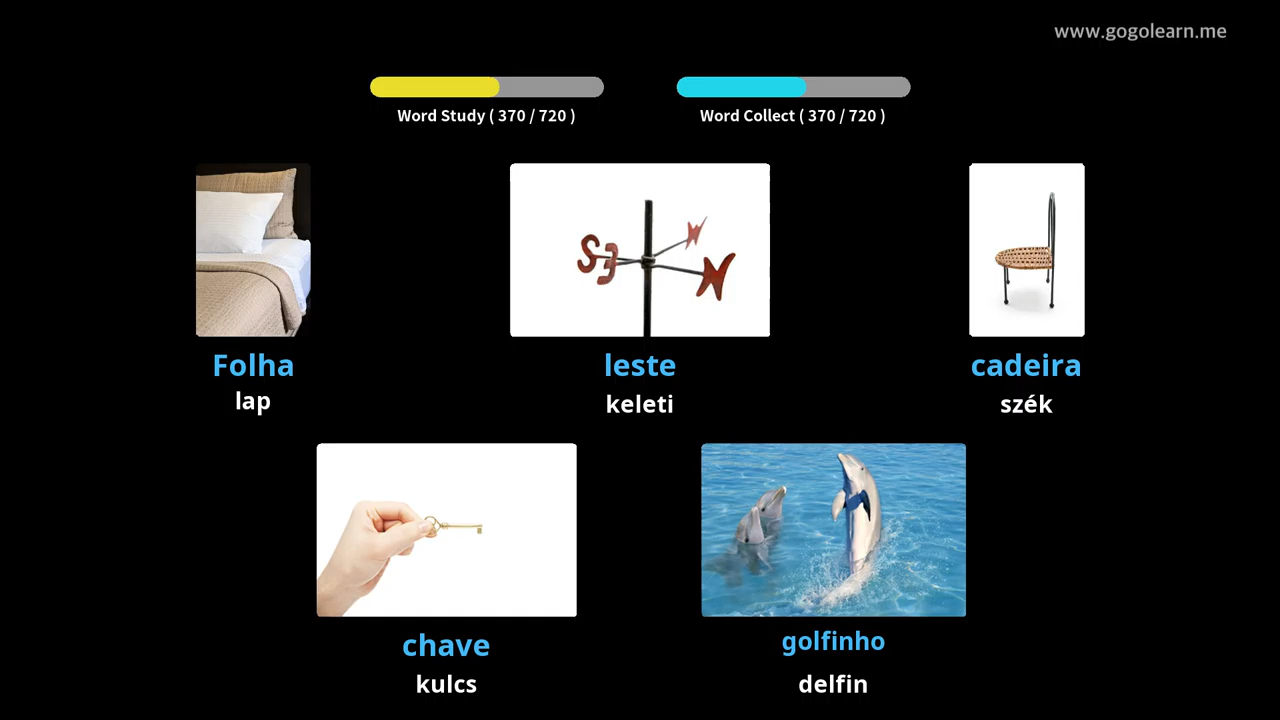 www.gogolearn.me
Word Study ( 370 / 720 )
Word Collect ( 370 / 720 )
S
E
N
W
Folha
lap
leste
keleti
cadeira
szék
chave
kulcs
golfinho
delfin